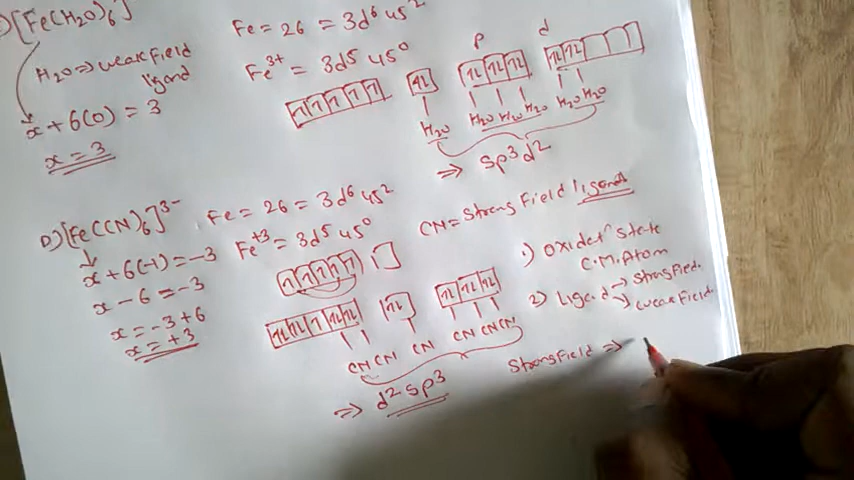 [Fe(H₂O)₆]
H₂O ⇒ weak field
ligand
x + 6(0) = 3
x = 3
Fe = 26 = 3d⁶ 4s²
Fe³⁺ = 3d⁵ 4s⁰
p d
H₂O H₂O H₂O H₂O H₂O H₂O
⇒ sp³d²
D) [Fe(CN)₆]³⁻
x + 6(-1) = -3
x - 6 = -3
x = -3 + 6
x = +3
Fe = 26 = 3d⁶ 4s²
Fe⁺³ = 3d⁵ 4s⁰
CN CN CN CN CN CN
⇒ d² sp³
CN = Strong Field ligand
1) oxidatⁿ State
C.M. Atom
2) Ligand → strong field.
→ weak field.
Strong Field ⇒